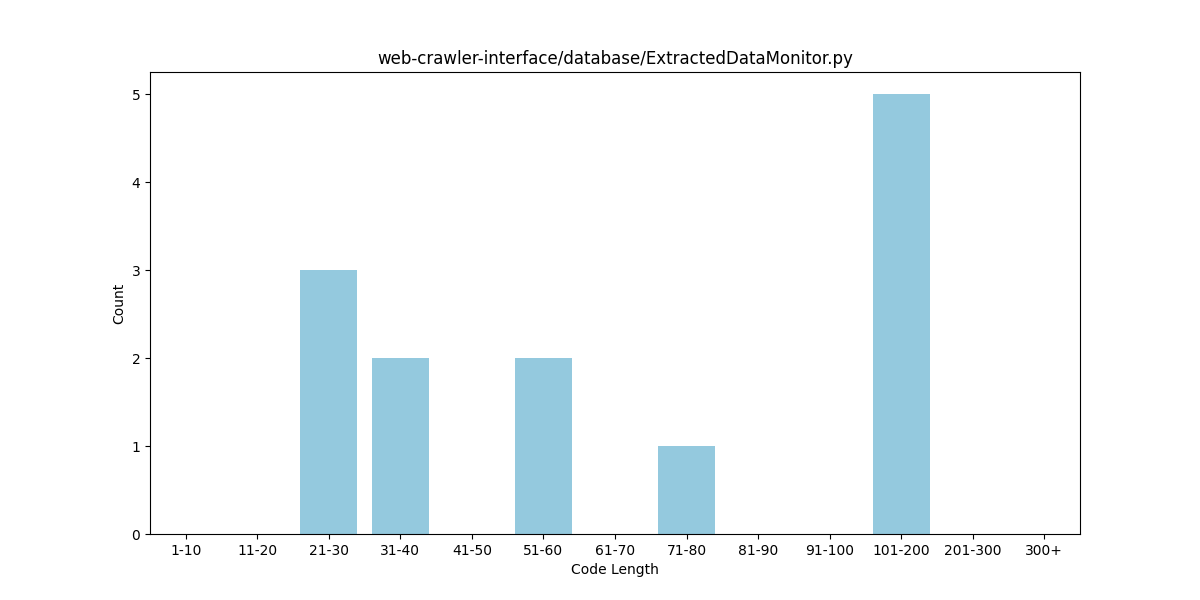 web-crawler-interface/database/ExtractedDataMonitor.py
Count
5
4
3
2
1
0
1-10 11-20 21-30 31-40 41-50 51-60 61-70 71-80 81-90 91-100 101-200 201-300 300+
Code Length